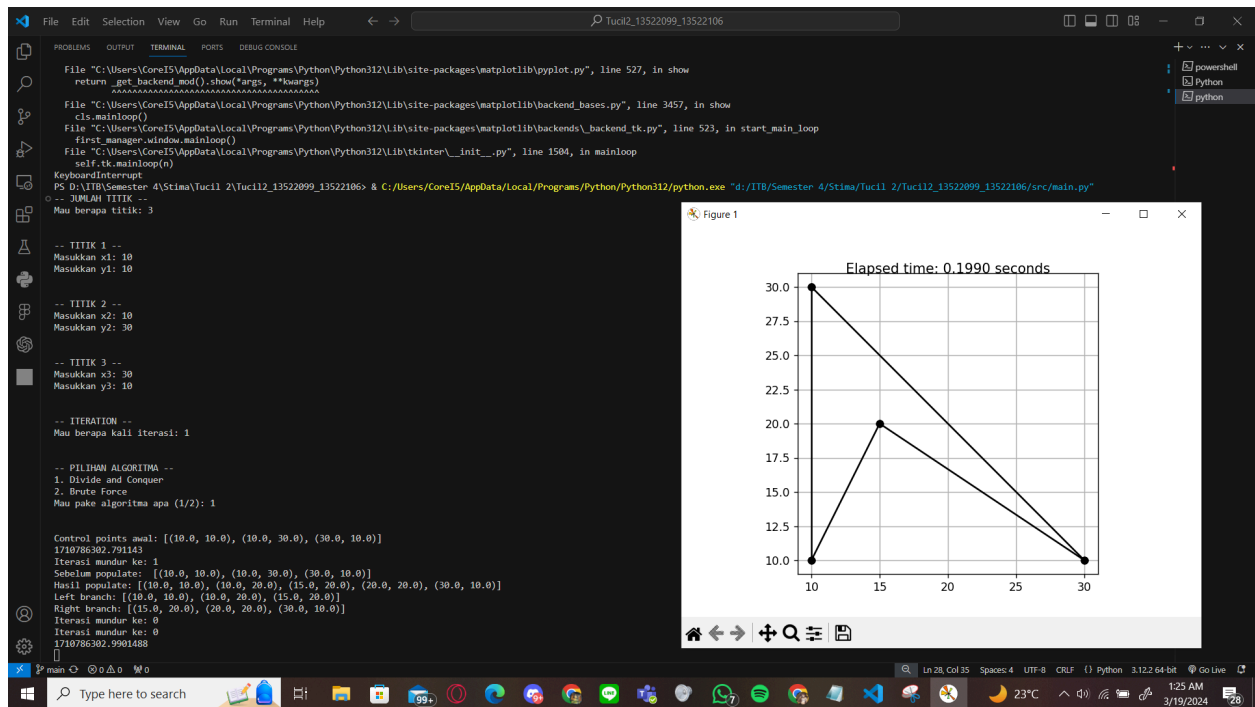 File Edit Selection View Go Run Terminal Help
Tucil2_13522099_13522106
PROBLEMS OUTPUT TERMINAL PORTS DEBUG CONSOLE
powershell
Python
python
File "C:\Users\CoreI5\AppData\Local\Programs\Python\Python312\Lib\site-packages\matplotlib\pyplot.py", line 527, in show
return _get_backend_mod().show(*args, **kwargs)
^^^^^^^^^^^^^^^^^^^^^^^^^^^^^^^^^^^^^^^^
File "C:\Users\CoreI5\AppData\Local\Programs\Python\Python312\Lib\site-packages\matplotlib\backend_bases.py", line 3457, in show
cls.mainloop()
File "C:\Users\CoreI5\AppData\Local\Programs\Python\Python312\Lib\site-packages\matplotlib\backends\_backend_tk.py", line 523, in start_main_loop
first_manager.window.mainloop()
File "C:\Users\CoreI5\AppData\Local\Programs\Python\Python312\Lib\tkinter\__init__.py", line 1504, in mainloop
self.tk.mainloop(n)
KeyboardInterrupt
PS D:\ITB\Semester 4\Stima\Tucil 2\Tucil2_13522099_13522106> & C:/Users/CoreI5/AppData/Local/Programs/Python/Python312/python.exe "d:/ITB/Semester 4/Stima/Tucil 2/Tucil2_13522099_13522106/src/main.py"
-- JUMLAH TITIK --
Mau berapa titik: 3
-- TITIK 1 --
Masukkan x1: 10
Masukkan y1: 10
-- TITIK 2 --
Masukkan x2: 10
Masukkan y2: 30
-- TITIK 3 --
Masukkan x3: 30
Masukkan y3: 10
-- ITERATION --
Mau berapa kali iterasi: 1
-- PILIHAN ALGORITMA --
1. Divide and Conquer
2. Brute Force
Mau pake algoritma apa (1/2): 1
Control points awal: [(10.0, 10.0), (10.0, 30.0), (30.0, 10.0)]
1710786302.791143
Iterasi mundur ke: 1
Sebelum populate:  [(10.0, 10.0), (10.0, 30.0), (30.0, 10.0)]
Hasil populate: [(10.0, 10.0), (10.0, 20.0), (15.0, 20.0), (20.0, 20.0), (30.0, 10.0)]
Left branch: [(10.0, 10.0), (10.0, 20.0), (15.0, 20.0)]
Right branch: [(15.0, 20.0), (20.0, 20.0), (30.0, 10.0)]
Iterasi mundur ke: 0
Iterasi mundur ke: 0
1710786302.9901488
Figure 1
Elapsed time: 0.1990 seconds
30.0
27.5
25.0
22.5
20.0
17.5
15.0
12.5
10.0
10 15 20 25 30
main 0 0 0
Ln 28, Col 35 Spaces: 4 UTF-8 CRLF {} Python 3.12.2 64-bit Go Live
Type here to search
99+
7
23°C
1:25 AM
3/19/2024
28